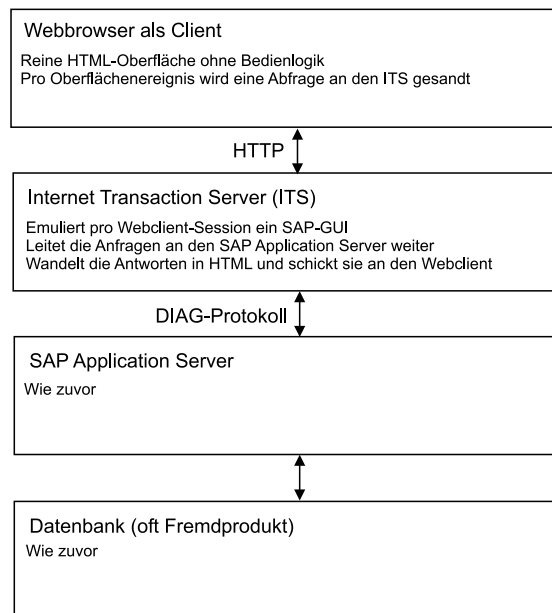 Webbrowser als Client
Reine HTML-Oberfläche ohne Bedienlogik
Pro Oberflächenereignis wird eine Abfrage an den ITS gesandt
HTTP
Internet Transaction Server (ITS)
Emuliert pro Webclient-Session ein SAP-GUI
Leitet die Anfragen an den SAP Application Server weiter
Wandelt die Antworten in HTML und schickt sie an den Webclient
DIAG-Protokoll
SAP Application Server
Wie zuvor
Datenbank (oft Fremdprodukt)
Wie zuvor